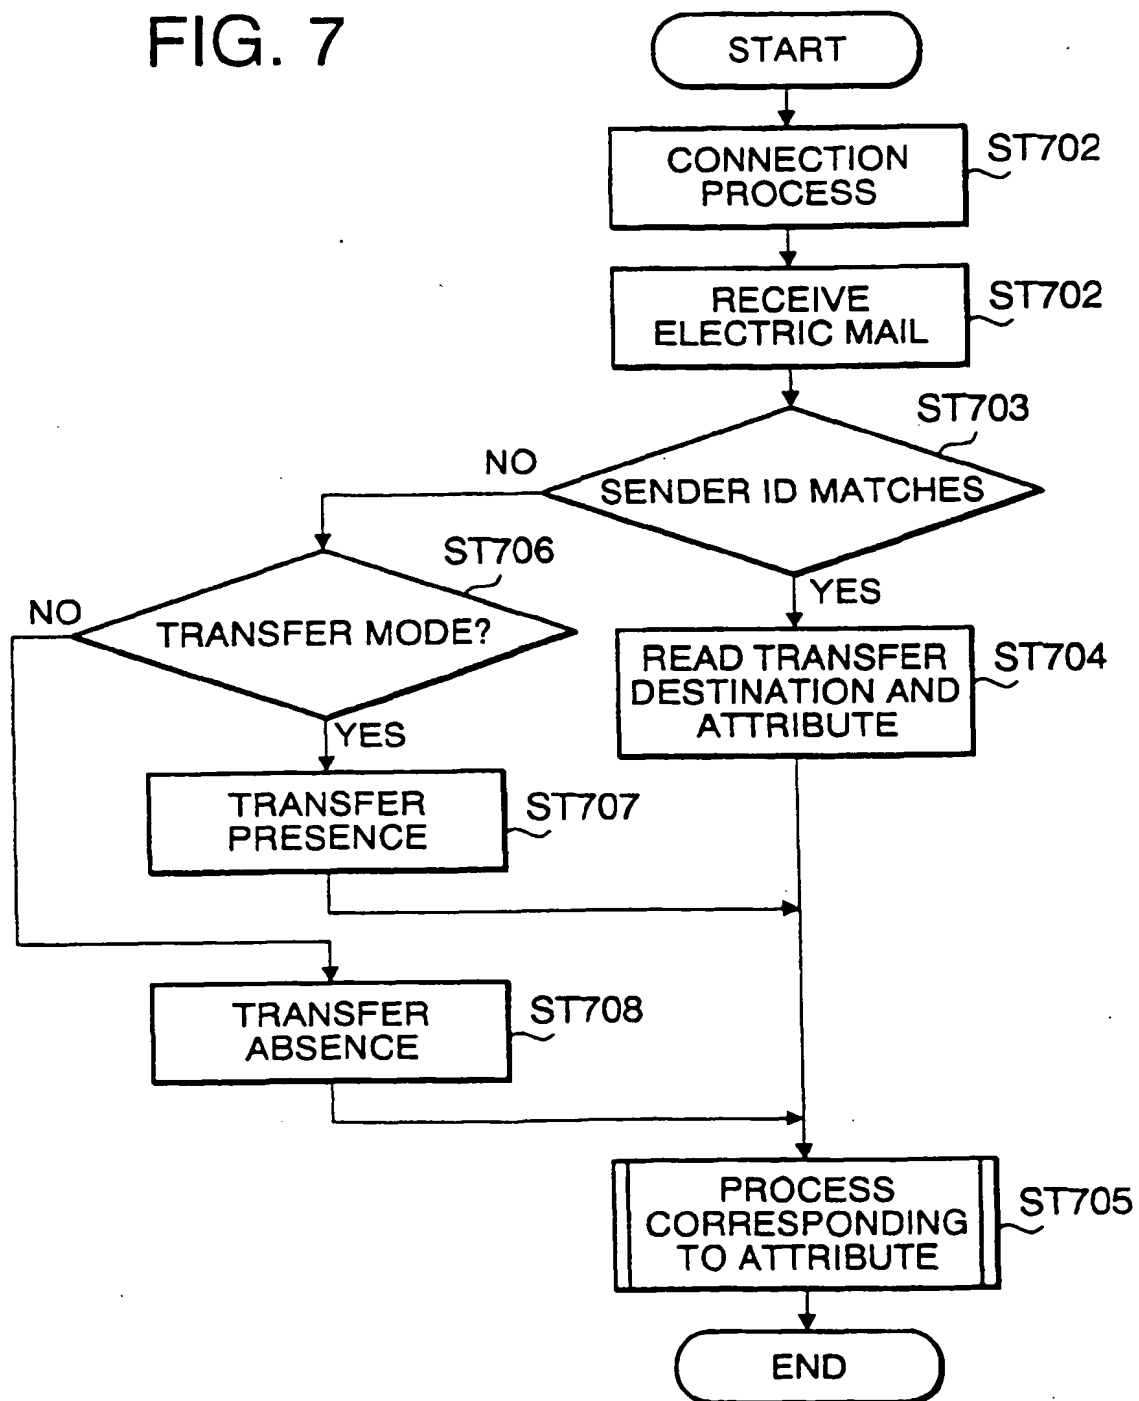 FIG. 7
START
CONNECTION
PROCESS
ST702
RECEIVE
ELECTRIC MAIL
ST702
ST703
SENDER ID MATCHES
NO
YES
ST706
TRANSFER MODE?
NO
YES
READ TRANSFER
DESTINATION AND
ATTRIBUTE
ST704
TRANSFER
PRESENCE
ST707
TRANSFER
ABSENCE
ST708
PROCESS
CORRESPONDING
TO ATTRIBUTE
ST705
END